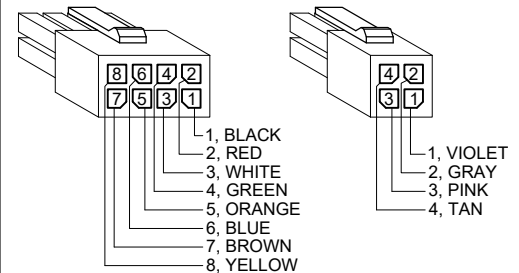 8 6 4 2
7 5 3 1
1, BLACK
2, RED
3, WHITE
4, GREEN
5, ORANGE
6, BLUE
7, BROWN
8, YELLOW
4 2
3 1
1, VIOLET
2, GRAY
3, PINK
4, TAN